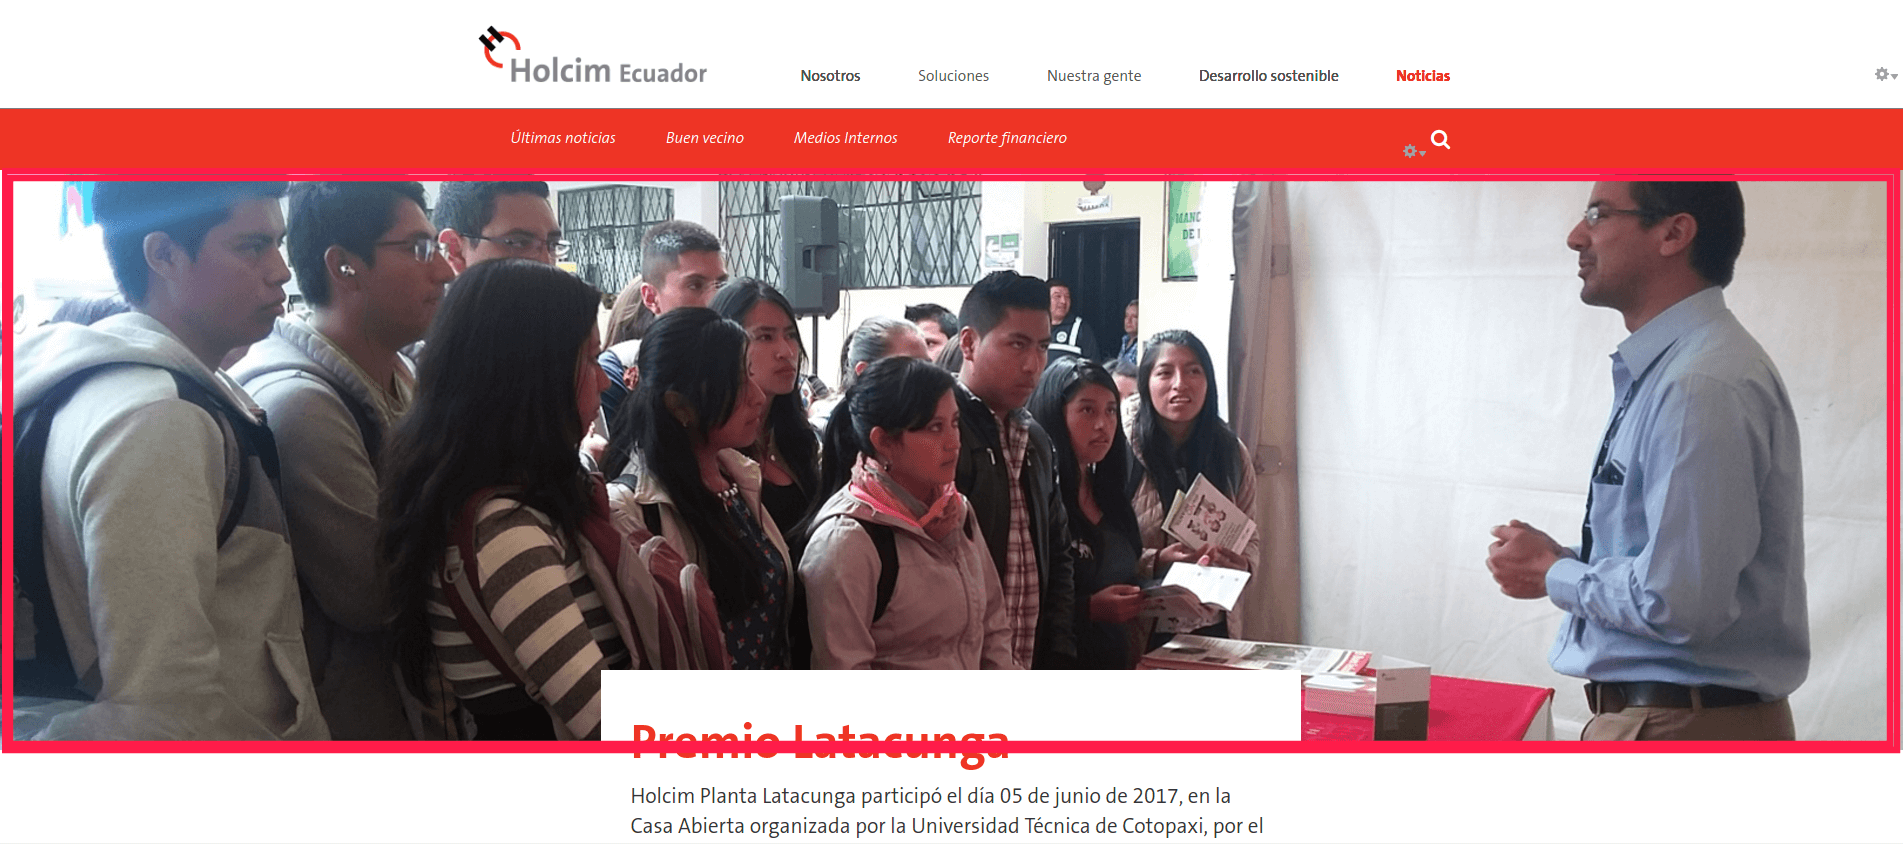 Holcim Ecuador
Nosotros
Soluciones
Nuestra gente
Desarrollo sostenible
Noticias
Últimas noticias
Buen vecino
Medios Internos
Reporte financiero
Premio Latacunga
Holcim Planta Latacunga participó el día 05 de junio de 2017, en la
Casa Abierta organizada por la Universidad Técnica de Cotopaxi, por el